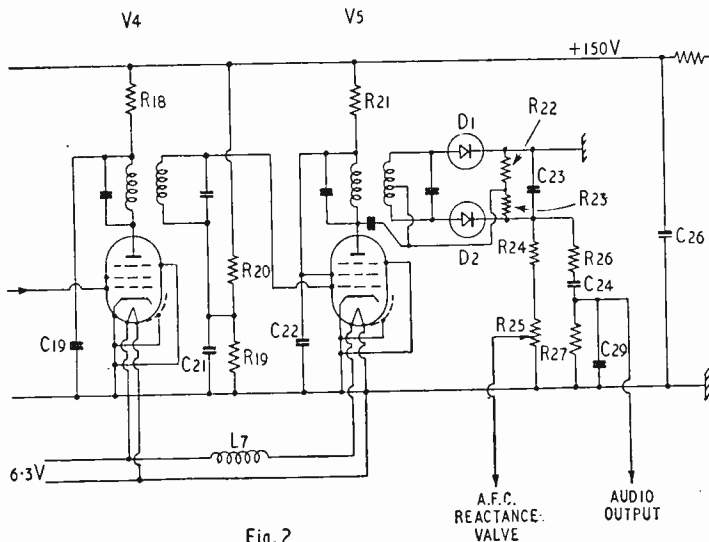 V4
V5
+150V
R18
R21
D1
R22
C23
R23
D2
R24
R26
C24
C26
R20
C19
C21
R19
C22
R25
R27
C29
L7
6·3V
A.F.C.
REACTANCE
VALVE
AUDIO
OUTPUT
Fig. 2